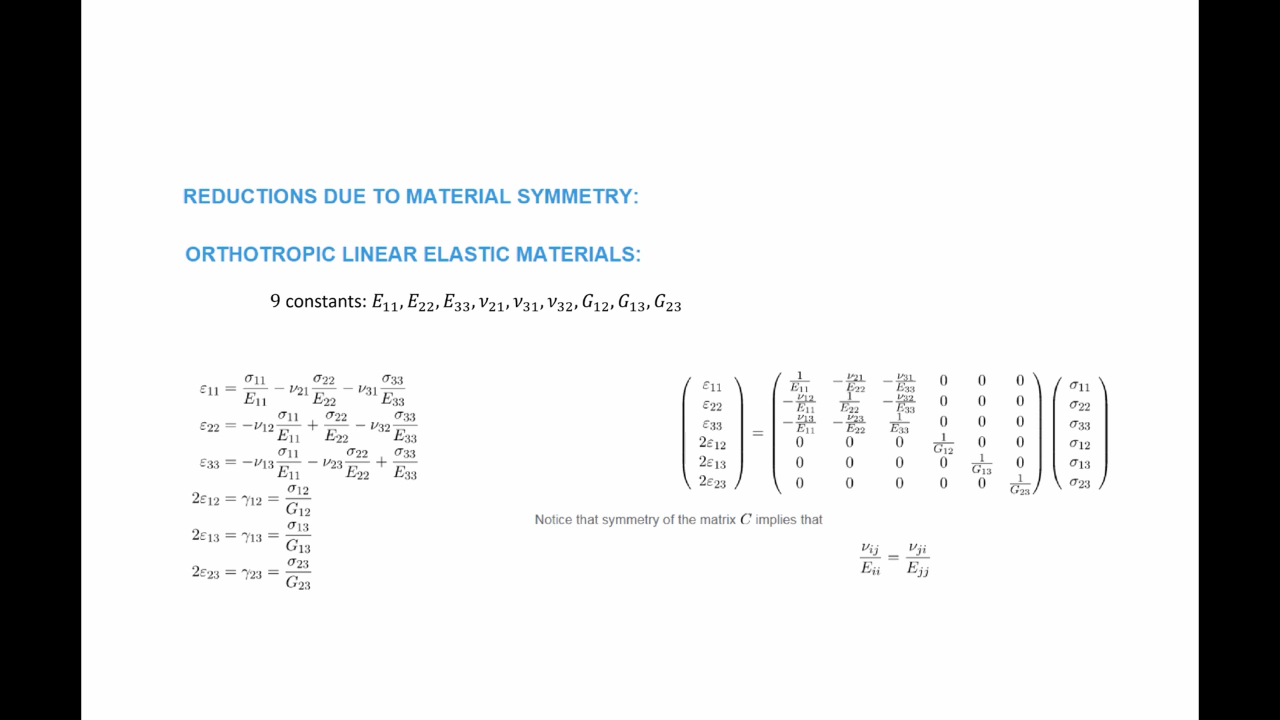 REDUCTIONS DUE TO MATERIAL SYMMETRY:
ORTHOTROPIC LINEAR ELASTIC MATERIALS:
9 constants: E₁₁, E₂₂, E₃₃, ν₂₁, ν₃₁, ν₃₂, G₁₂, G₁₃, G₂₃
ε₁₁ = σ₁₁/E₁₁ − ν₂₁ σ₂₂/E₂₂ − ν₃₁ σ₃₃/E₃₃
ε₂₂ = −ν₁₂ σ₁₁/E₁₁ + σ₂₂/E₂₂ − ν₃₂ σ₃₃/E₃₃
ε₃₃ = −ν₁₃ σ₁₁/E₁₁ − ν₂₃ σ₂₂/E₂₂ + σ₃₃/E₃₃
2ε₁₂ = γ₁₂ = σ₁₂/G₁₂
2ε₁₃ = γ₁₃ = σ₁₃/G₁₃
2ε₂₃ = γ₂₃ = σ₂₃/G₂₃
ε₁₁ 1/E₁₁ −ν₂₁/E₂₂ −ν₃₁/E₃₃ 0 0 0 σ₁₁
ε₂₂ −ν₁₂/E₁₁ 1/E₂₂ −ν₃₂/E₃₃ 0 0 0 σ₂₂
ε₃₃ = −ν₁₃/E₁₁ −ν₂₃/E₂₂ 1/E₃₃ 0 0 0 σ₃₃
2ε₁₂ 0 0 0 1/G₁₂ 0 0 σ₁₂
2ε₁₃ 0 0 0 0 1/G₁₃ 0 σ₁₃
2ε₂₃ 0 0 0 0 0 1/G₂₃ σ₂₃
Notice that symmetry of the matrix C implies that
νᵢⱼ/Eᵢᵢ = νⱼᵢ/Eⱼⱼ